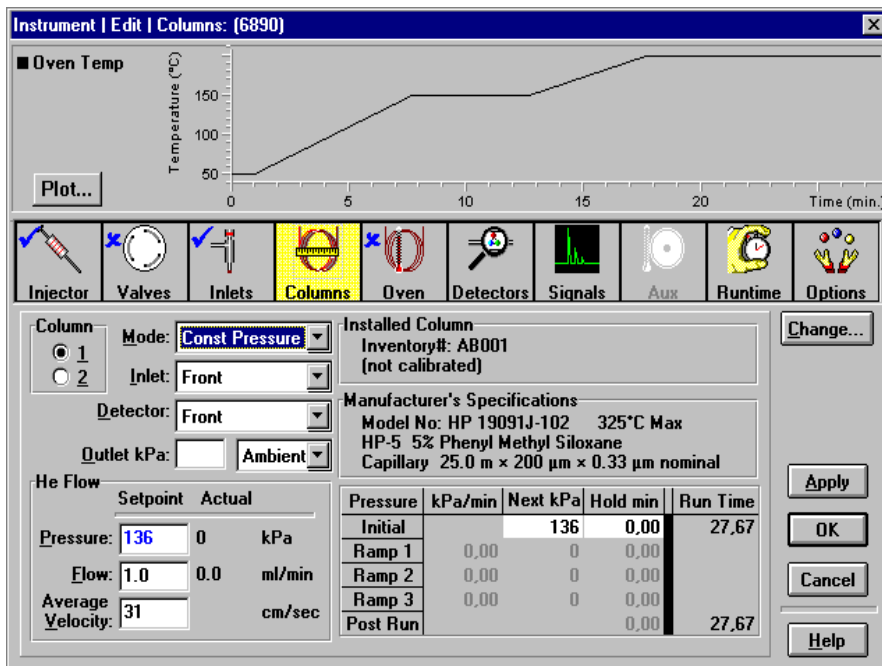 Instrument | Edit | Columns: (6890)
Oven Temp
Temperature (°C)
150
100
50
Plot...
0 5 10 15 20 Time (min.)
Injector Valves Inlets Columns Oven Detectors Signals Aux Runtime Options
Column
1
2
Mode: Const Pressure
Inlet: Front
Detector: Front
Outlet kPa: Ambient
Installed Column
Inventory#: AB001
(not calibrated)
Manufacturer's Specifications
Model No: HP 19091J-102 325°C Max
HP-5 5% Phenyl Methyl Siloxane
Capillary 25.0 m × 200 µm × 0.33 µm nominal
He Flow
Setpoint Actual
Pressure: 136 0 kPa
Flow: 1.0 0.0 ml/min
Average Velocity: 31 cm/sec
Pressure kPa/min Next kPa Hold min Run Time
Initial 136 0,00 27,67
Ramp 1 0,00 0 0,00
Ramp 2 0,00 0 0,00
Ramp 3 0,00 0 0,00
Post Run 0,00 27,67
Change...
Apply
OK
Cancel
Help